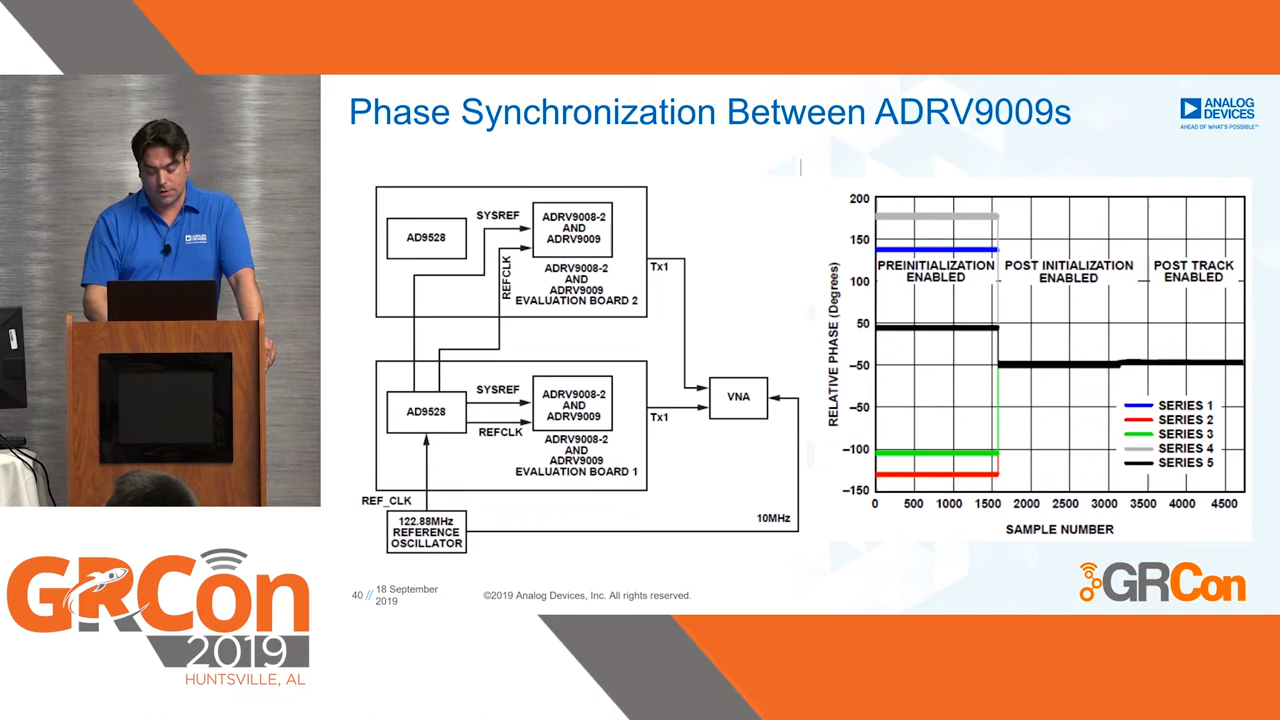 Phase Synchronization Between ADRV9009s
ANALOG
DEVICES
AHEAD OF WHAT'S POSSIBLE™
AD9528
SYSREF
REFCLK
ADRV9008-2
AND
ADRV9009
ADRV9008-2
AND
ADRV9009
EVALUATION BOARD 2
Tx1
AD9528
SYSREF
REFCLK
ADRV9008-2
AND
ADRV9009
ADRV9008-2
AND
ADRV9009
EVALUATION BOARD 1
Tx1
VNA
REF_CLK
122.88MHz
REFERENCE
OSCILLATOR
10MHz
RELATIVE PHASE (Degrees)
200
150
100
50
–50
–50
–100
–150
PREINITIALIZATION
ENABLED
POST INITIALIZATION
ENABLED
POST TRACK
ENABLED
SERIES 1
SERIES 2
SERIES 3
SERIES 4
SERIES 5
0 500 1000 1500 2000 2500 3000 3500 4000 4500
SAMPLE NUMBER
40 // 18 September
2019
©2019 Analog Devices, Inc. All rights reserved.
GRCon
GRCon
2019
HUNTSVILLE, AL